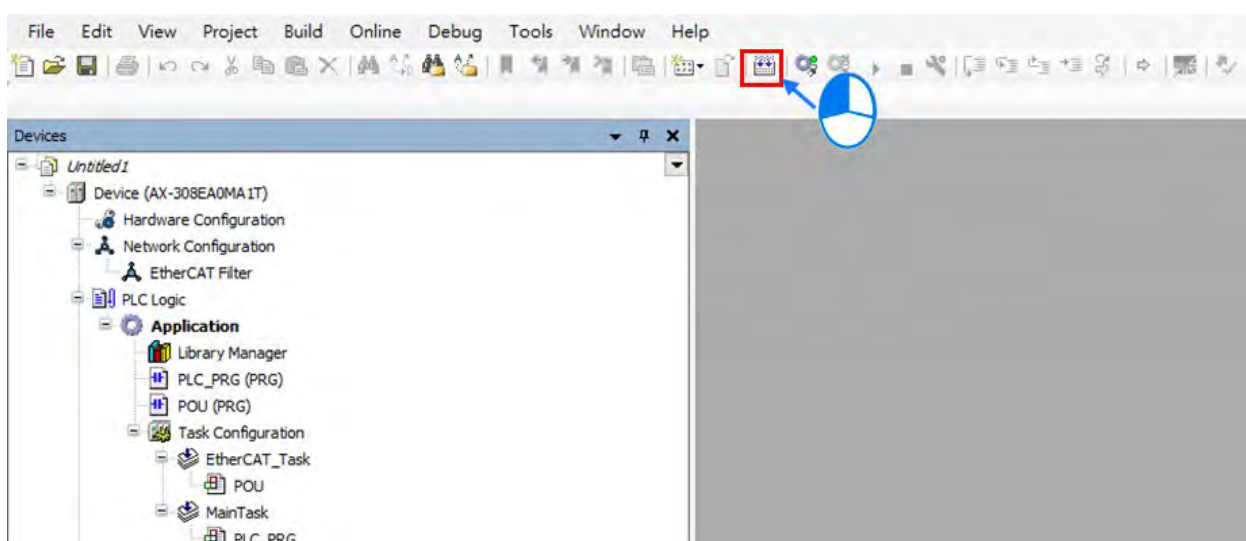 File Edit View Project Build Online Debug Tools Window Help
Devices
Untitled1
Device (AX-308EA0MA1T)
Hardware Configuration
Network Configuration
EtherCAT Filter
PLC Logic
Application
Library Manager
PLC_PRG (PRG)
POU (PRG)
Task Configuration
EtherCAT_Task
POU
MainTask
PLC_PRG